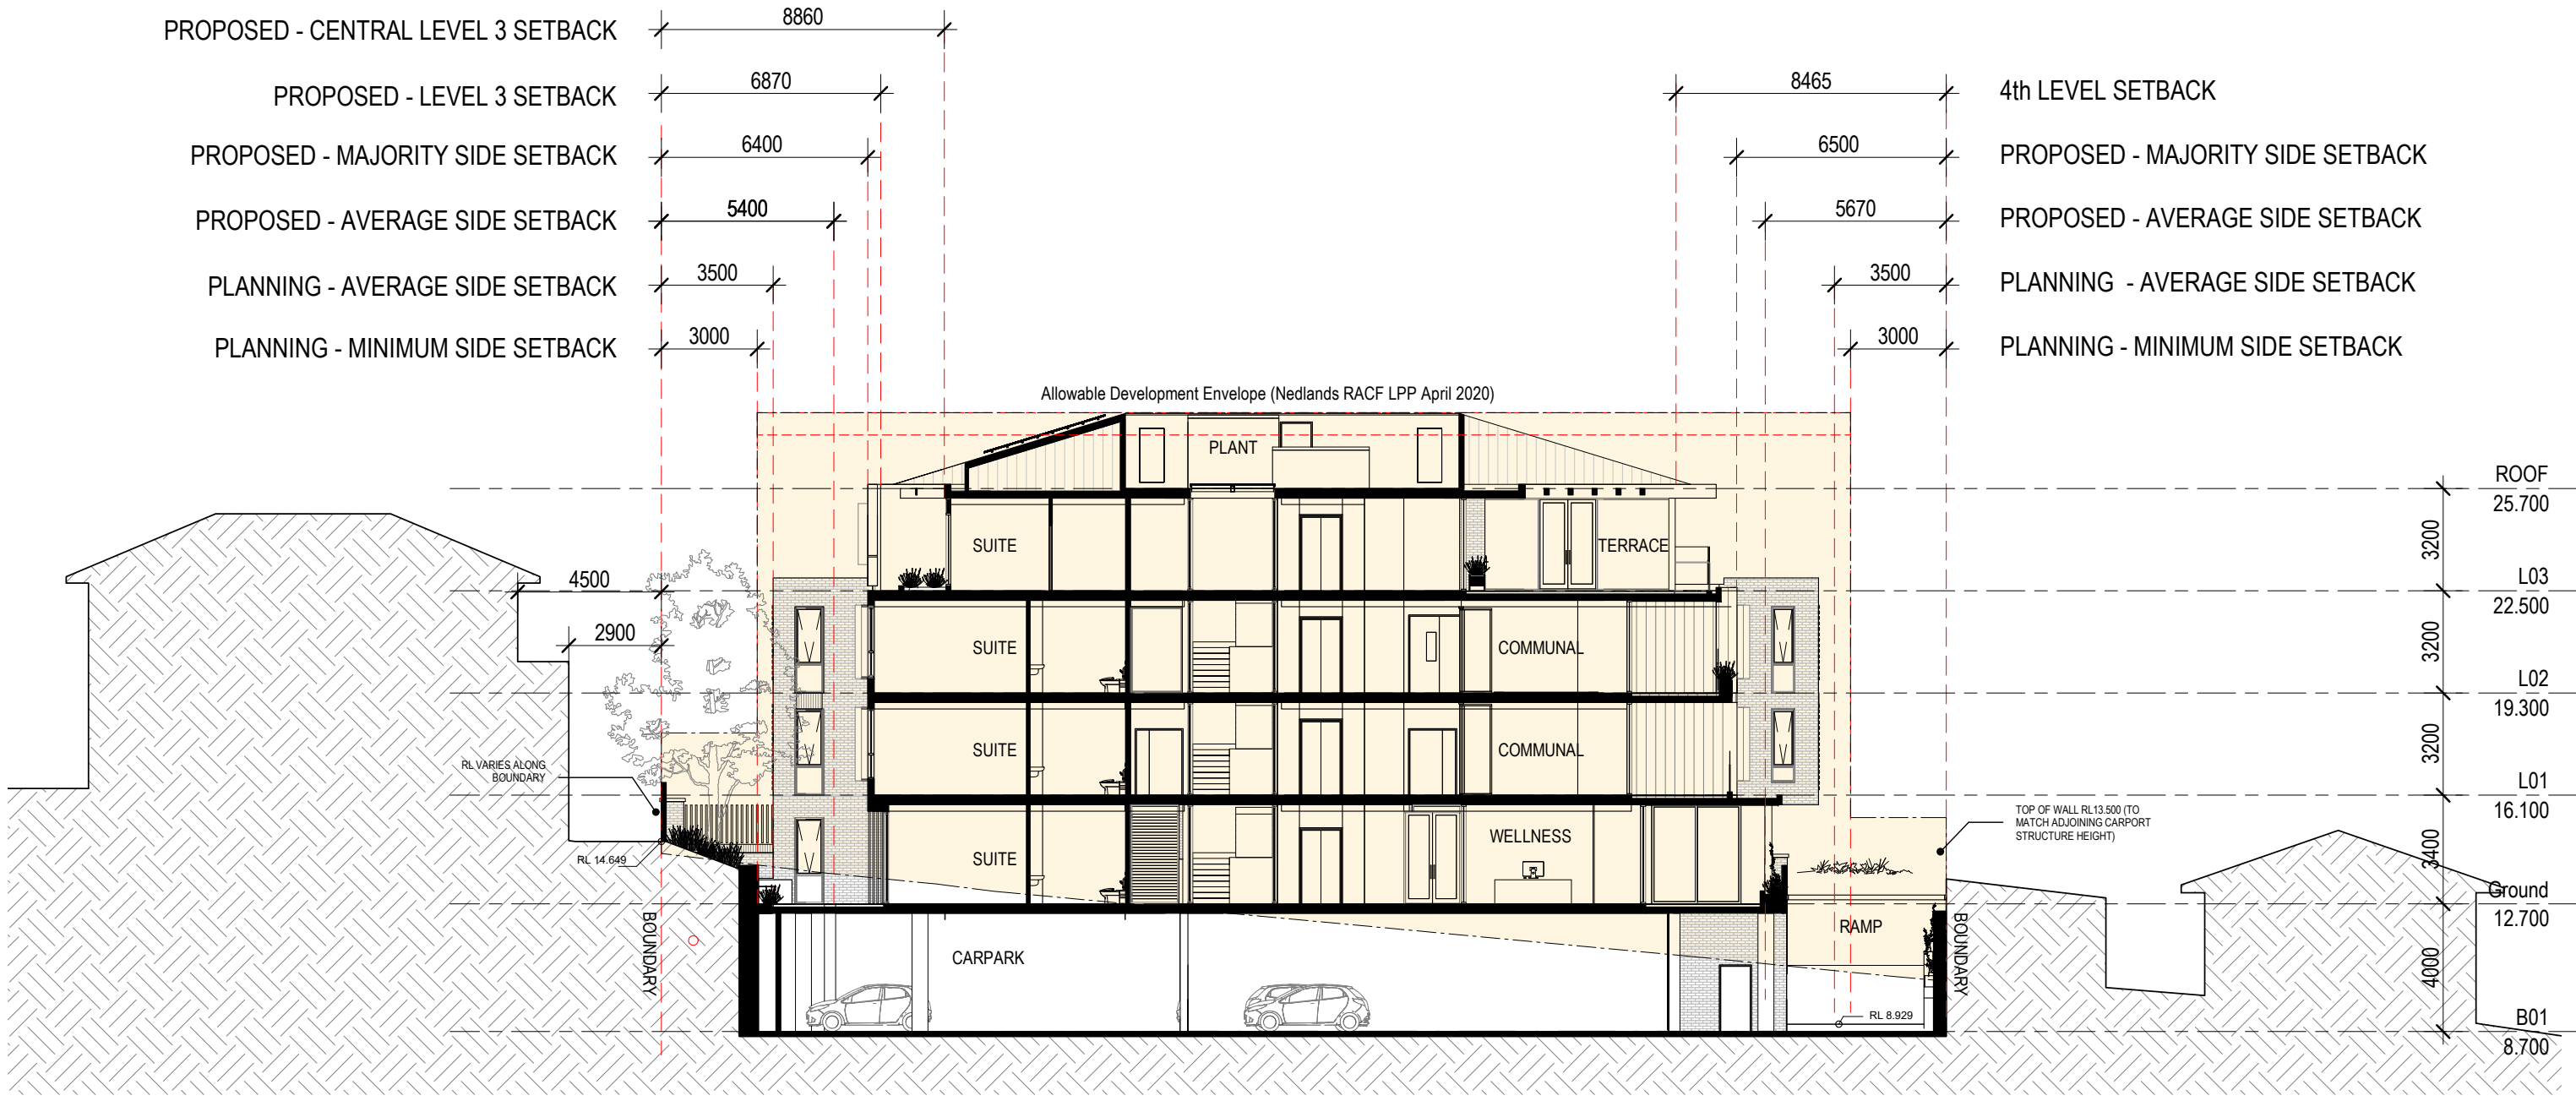 PROPOSED - CENTRAL LEVEL 3 SETBACK
8860
PROPOSED - LEVEL 3 SETBACK
6870
8465
4th LEVEL SETBACK
PROPOSED - MAJORITY SIDE SETBACK
6400
6500
PROPOSED - MAJORITY SIDE SETBACK
PROPOSED - AVERAGE SIDE SETBACK
5400
5670
PROPOSED - AVERAGE SIDE SETBACK
PLANNING - AVERAGE SIDE SETBACK
3500
3500
PLANNING - AVERAGE SIDE SETBACK
PLANNING - MINIMUM SIDE SETBACK
3000
3000
PLANNING - MINIMUM SIDE SETBACK
Allowable Development Envelope (Nedlands RACF LPP April 2020)
PLANT
ROOF
25.700
3200
SUITE
TERRACE
4500
L03
22.500
2900
3200
SUITE
COMMUNAL
L02
19.300
3200
SUITE
COMMUNAL
RL VARIES ALONG
BOUNDARY
L01
16.100
TOP OF WALL RL13.500 (TO
MATCH ADJOINING CARPORT
STRUCTURE HEIGHT)
WELLNESS
3400
RL 14.649
SUITE
Ground
12.700
BOUNDARY
RAMP
BOUNDARY
CARPARK
4000
RL 8.929
B01
8.700